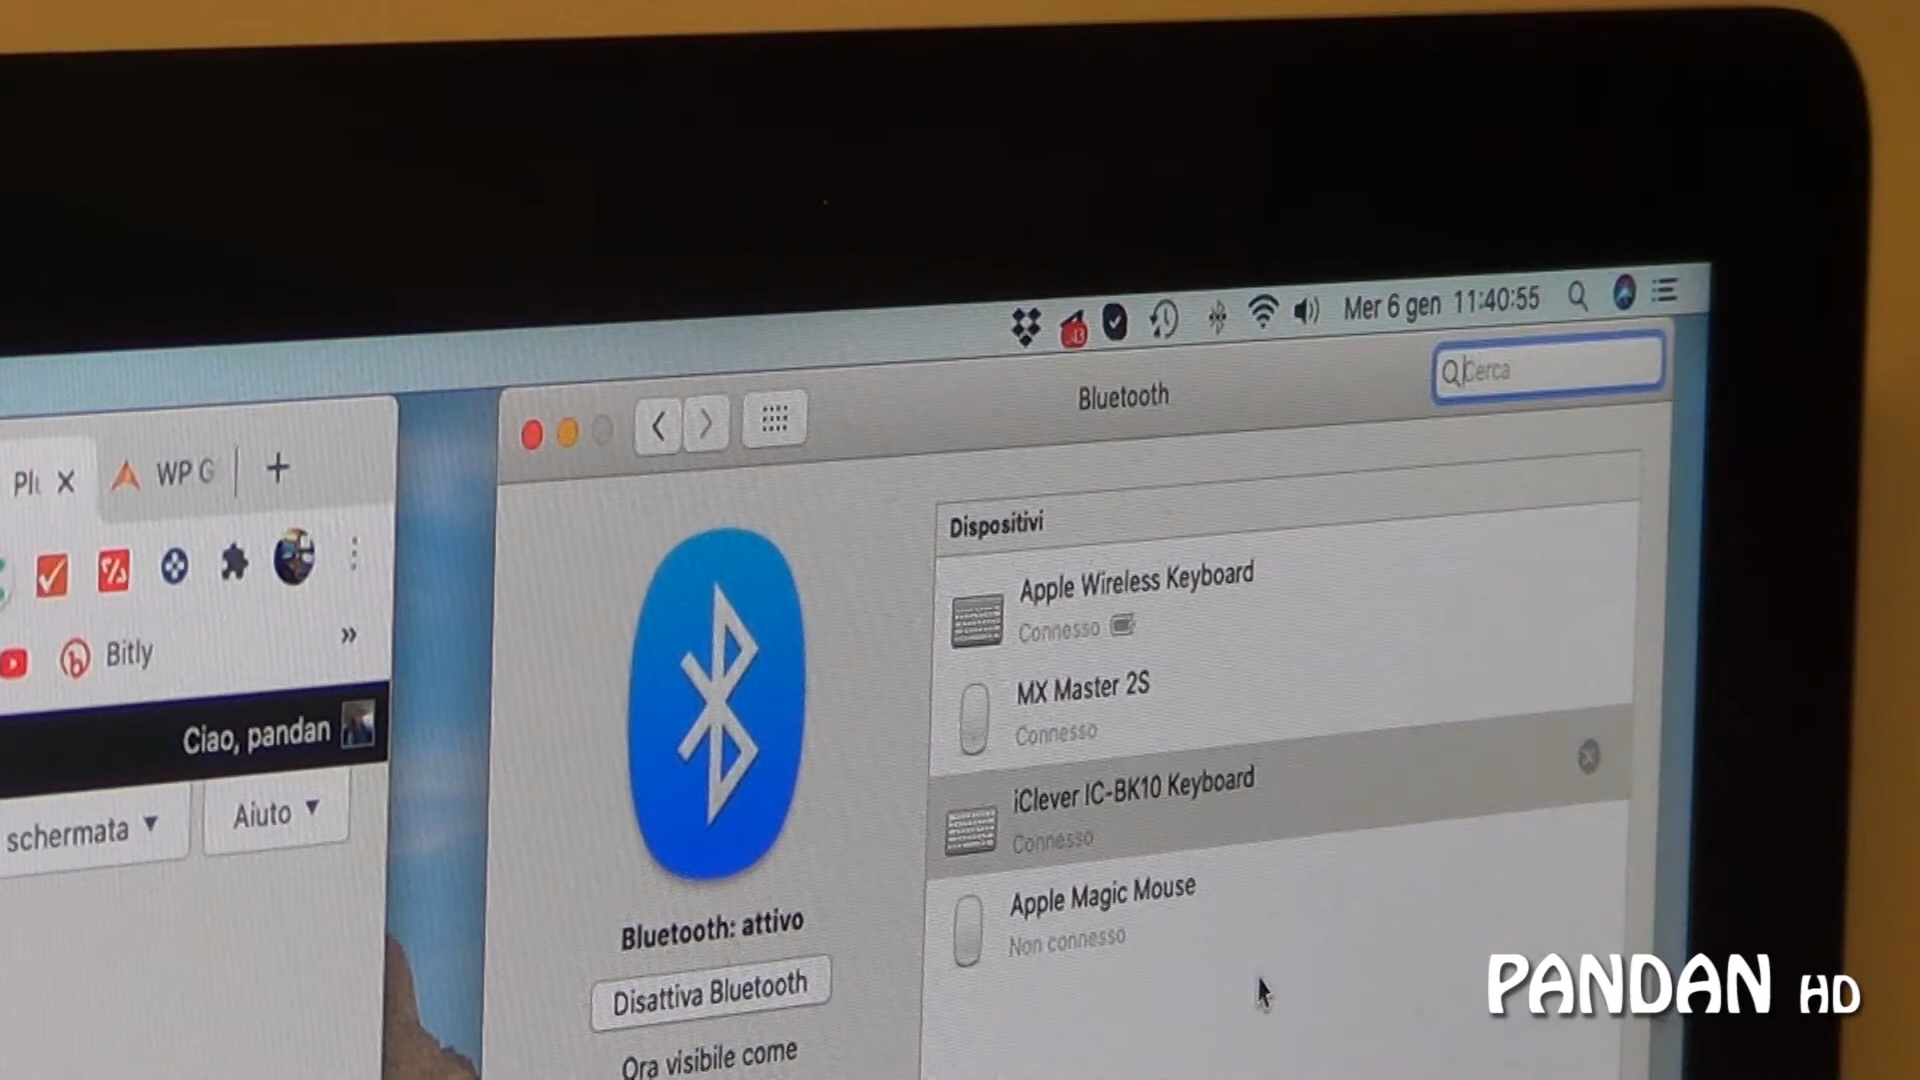 Mer 6 gen 11:40:55
Bluetooth
Cerca
WP G
Dispositivi
Apple Wireless Keyboard
Connesso
MX Master 2S
Connesso
iClever IC-BK10 Keyboard
Connesso
Apple Magic Mouse
Non connesso
Bitly
Ciao, pandan
schermata
Aiuto
Bluetooth: attivo
Disattiva Bluetooth
Ora visibile come
PANDAN HD